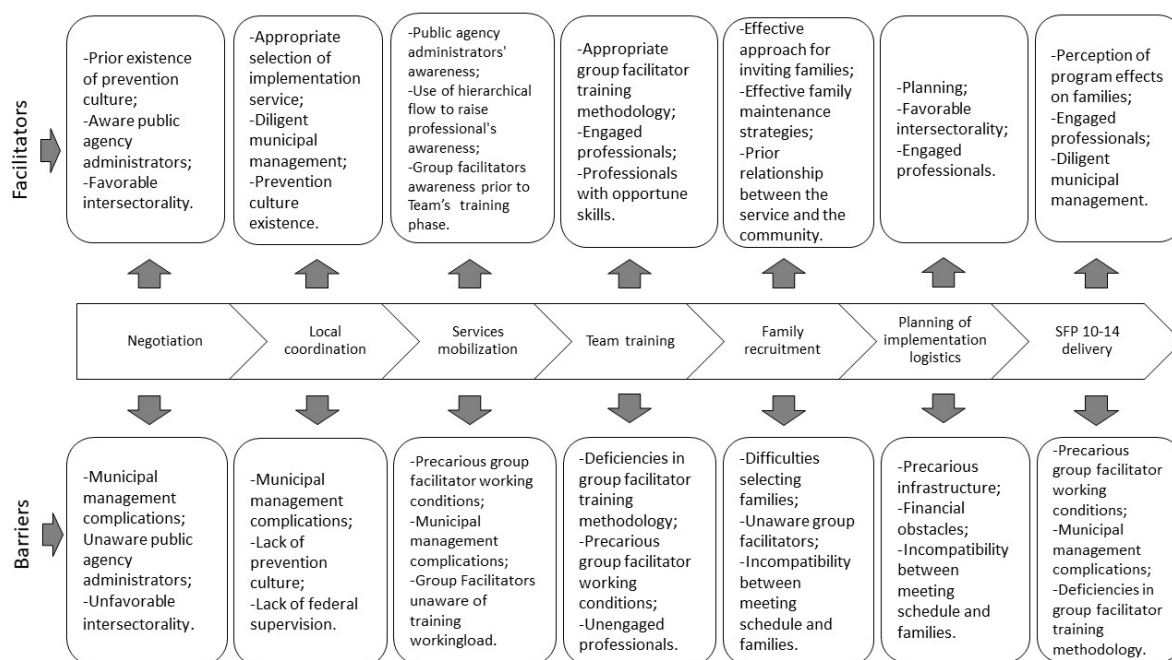 Facilitators
-Prior existence
of prevention
culture;
-Aware public
agency
administrators;
-Favorable
intersectorality.
-Appropriate
selection of
implementation
service;
-Diligent
municipal
management;
-Prevention
culture
existence.
-Public agency
administrators'
awareness;
-Use of hierarchical
flow to raise
professional's
awareness;
-Group facilitators
awareness prior to
Team's training
phase.
-Appropriate
group facilitator
training
methodology;
-Engaged
professionals;
-Professionals
with opportune
skills.
-Effective
approach for
inviting families;
-Effective family
maintenance
strategies;
-Prior
relationship
between the
service and the
community.
-Planning;
-Favorable
intersectorality;
-Engaged
professionals.
-Perception of
program effects
on families;
-Engaged
professionals;
-Diligent
municipal
management.
Negotiation
Local
coordination
Services
mobilization
Team training
Family
recruitment
Planning of
implementation
logistics
SFP 10-14
delivery
Barriers
-Municipal
management
complications;
Unaware public
agency
administrators;
-Unfavorable
intersectorality.
-Municipal
management
complications;
-Lack of
prevention
culture;
-Lack of federal
supervision.
-Precarious group
facilitator working
conditions;
-Municipal
management
complications;
-Group Facilitators
unaware of
training
workingload.
-Deficiencies in
group facilitator
training
methodology;
-Precarious
group facilitator
working
conditions;
-Unengaged
professionals.
-Difficulties
selecting
families;
-Unaware group
facilitators;
-Incompatibility
between
meeting
schedule and
families.
-Precarious
infrastructure;
-Financial
obstacles;
-Incompatibility
between
meeting
schedule and
families.
-Precarious
group facilitator
working
conditions;
-Municipal
management
complications;
-Deficiencies in
group facilitator
training
methodology.